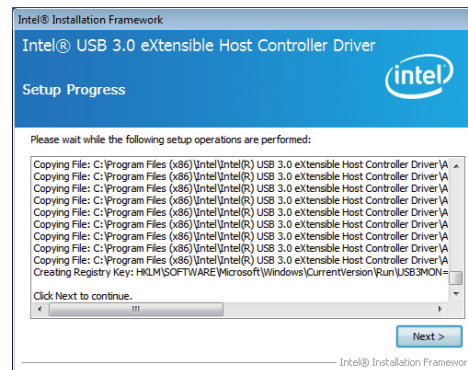 Intel® Installation Framework
Intel® USB 3.0 eXtensible Host Controller Driver
intel
Setup Progress
Please wait while the following setup operations are performed:
Copying File: C:\Program Files (x86)\Intel\Intel(R) USB 3.0 eXtensible Host Controller Driver\A
Copying File: C:\Program Files (x86)\Intel\Intel(R) USB 3.0 eXtensible Host Controller Driver\A
Copying File: C:\Program Files (x86)\Intel\Intel(R) USB 3.0 eXtensible Host Controller Driver\A
Copying File: C:\Program Files (x86)\Intel\Intel(R) USB 3.0 eXtensible Host Controller Driver\A
Copying File: C:\Program Files (x86)\Intel\Intel(R) USB 3.0 eXtensible Host Controller Driver\A
Copying File: C:\Program Files (x86)\Intel\Intel(R) USB 3.0 eXtensible Host Controller Driver\A
Copying File: C:\Program Files (x86)\Intel\Intel(R) USB 3.0 eXtensible Host Controller Driver\A
Copying File: C:\Program Files (x86)\Intel\Intel(R) USB 3.0 eXtensible Host Controller Driver\A
Copying File: C:\Program Files (x86)\Intel\Intel(R) USB 3.0 eXtensible Host Controller Driver\A
Creating Registry Key: HKLM\SOFTWARE\Microsoft\Windows\CurrentVersion\Run\USB3MON=
Click Next to continue.
Next >
Intel® Installation Framewor